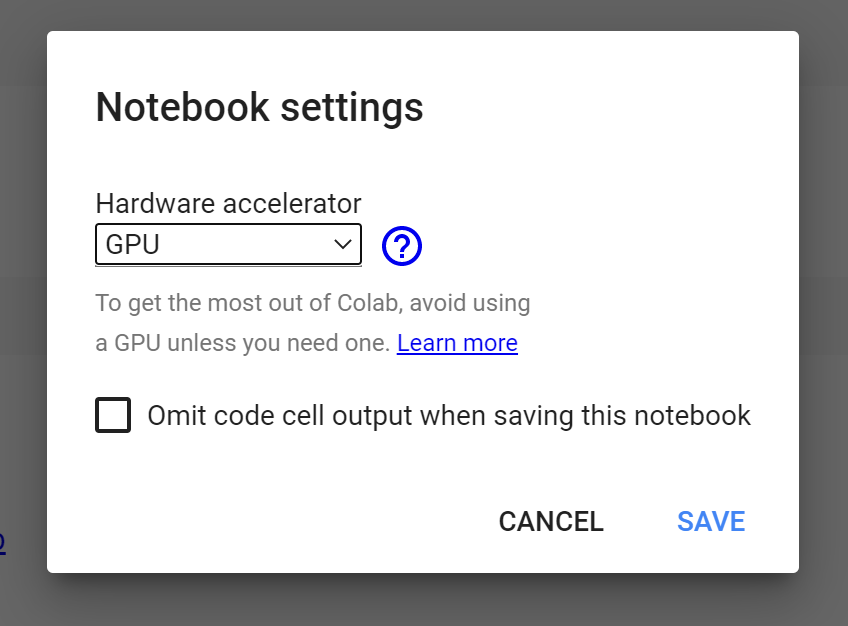 Notebook settings
Hardware accelerator
GPU
?
To get the most out of Colab, avoid using
a GPU unless you need one. Learn more
Omit code cell output when saving this notebook
CANCEL SAVE